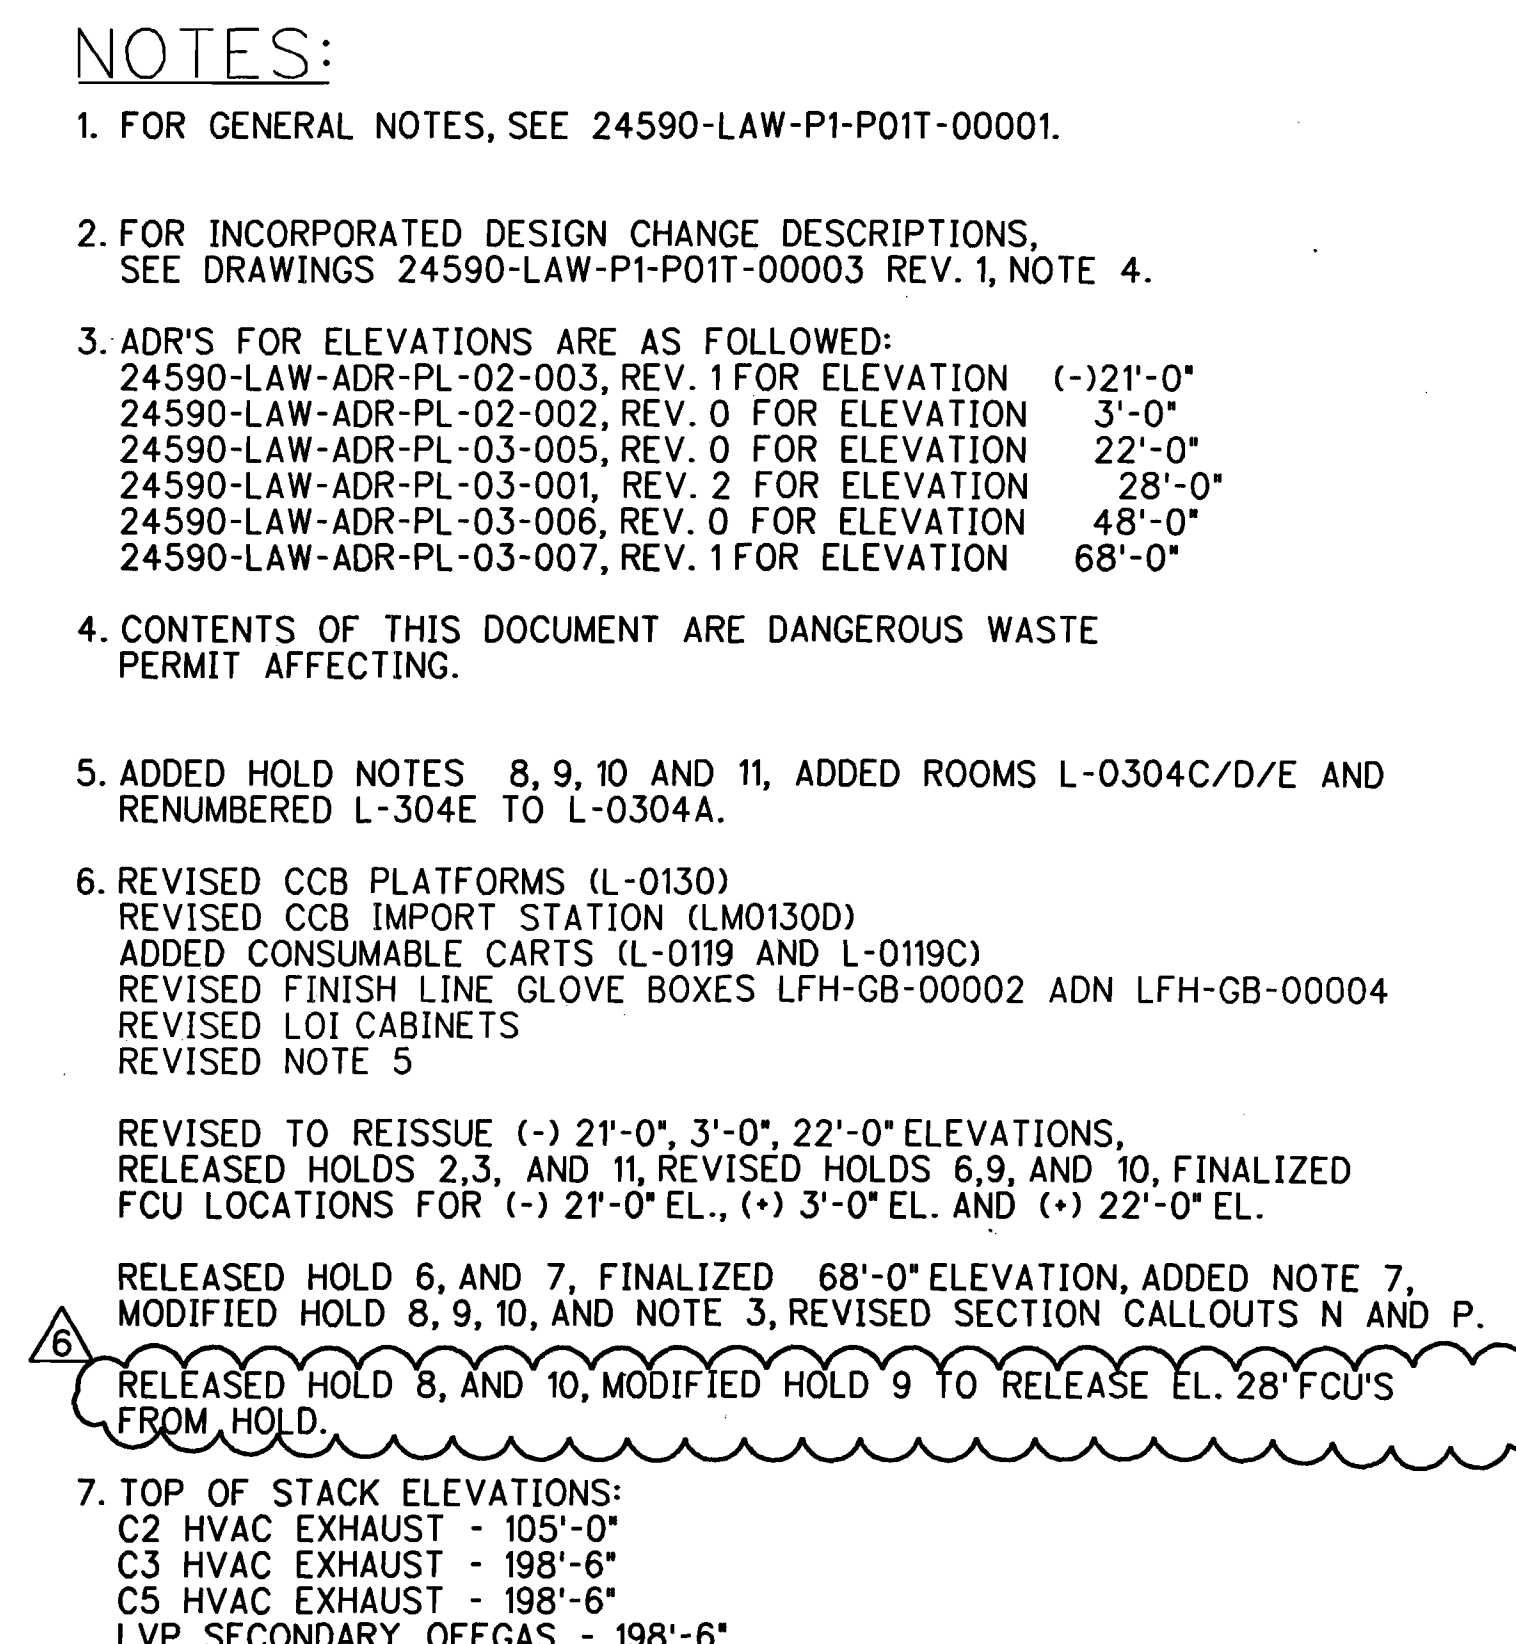 NOTES:
1. FOR GENERAL NOTES, SEE 24590-LAW-P1-P01T-00001.
2. FOR INCORPORATED DESIGN CHANGE DESCRIPTIONS,
SEE DRAWINGS 24590-LAW-P1-P01T-00003 REV. 1, NOTE 4.
3. ADR'S FOR ELEVATIONS ARE AS FOLLOWED:
24590-LAW-ADR-PL-02-003, REV. 1 FOR ELEVATION (-)21'-0"
24590-LAW-ADR-PL-02-002, REV. 0 FOR ELEVATION 3'-0"
24590-LAW-ADR-PL-03-005, REV. 0 FOR ELEVATION 22'-0"
24590-LAW-ADR-PL-03-001, REV. 2 FOR ELEVATION 28'-0"
24590-LAW-ADR-PL-03-006, REV. 0 FOR ELEVATION 48'-0"
24590-LAW-ADR-PL-03-007, REV. 1 FOR ELEVATION 68'-0"
4. CONTENTS OF THIS DOCUMENT ARE DANGEROUS WASTE
PERMIT AFFECTING.
5. ADDED HOLD NOTES 8, 9, 10 AND 11, ADDED ROOMS L-0304C/D/E AND
RENUMBERED L-304E TO L-0304A.
6. REVISED CCB PLATFORMS (L-0130)
REVISED CCB IMPORT STATION (LM0130D)
ADDED CONSUMABLE CARTS (L-0119 AND L-0119C)
REVISED FINISH LINE GLOVE BOXES LFH-GB-00002 ADN LFH-GB-00004
REVISED LOI CABINETS
REVISED NOTE 5
REVISED TO REISSUE (-) 21'-0", 3'-0", 22'-0" ELEVATIONS,
RELEASED HOLDS 2,3, AND 11, REVISED HOLDS 6,9, AND 10, FINALIZED
FCU LOCATIONS FOR (-) 21'-0" EL., (+) 3'-0" EL. AND (+) 22'-0" EL.
RELEASED HOLD 6, AND 7, FINALIZED 68'-0" ELEVATION, ADDED NOTE 7,
MODIFIED HOLD 8, 9, 10, AND NOTE 3, REVISED SECTION CALLOUTS N AND P.
6
RELEASED HOLD 8, AND 10, MODIFIED HOLD 9 TO RELEASE EL. 28' FCU'S
FROM HOLD.
7. TOP OF STACK ELEVATIONS:
C2 HVAC EXHAUST - 105'-0"
C3 HVAC EXHAUST - 198'-6"
C5 HVAC EXHAUST - 198'-6"
LVP SECONDARY OFFGAS - 198'-6"